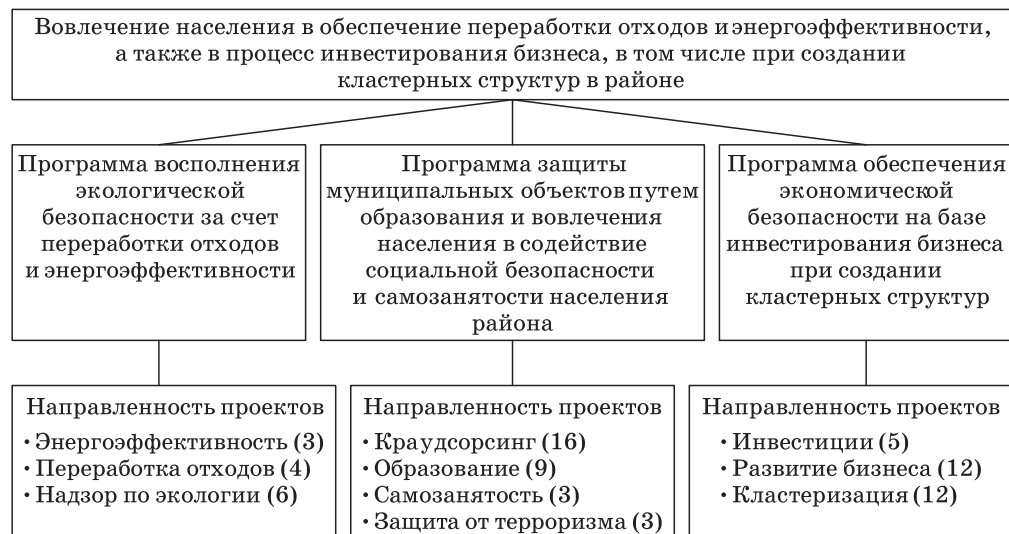 Вовлечение населения в обеспечение переработки отходов и энергоэффективности,
а также в процесс инвестирования бизнеса, в том числе при создании
кластерных структур в районе
Программа восполнения
экологической
безопасности за счет
переработки отходов
и энергоэффективности
Программа защиты
муниципальных объектов путем
образования и вовлечения
населения в содействие
социальной безопасности
и самозанятости населения
района
Программа обеспечения
экономической
безопасности на базе
инвестирования бизнеса
при создании
кластерных структур
Направленность проектов
• Энергоэффективность (3)
• Переработка отходов (4)
• Надзор по экологии (6)
Направленность проектов
• Краудсорсинг (16)
• Образование (9)
• Самозанятость (3)
• Защита от терроризма (3)
Направленность проектов
• Инвестиции (5)
• Развитие бизнеса (12)
• Кластеризация (12)